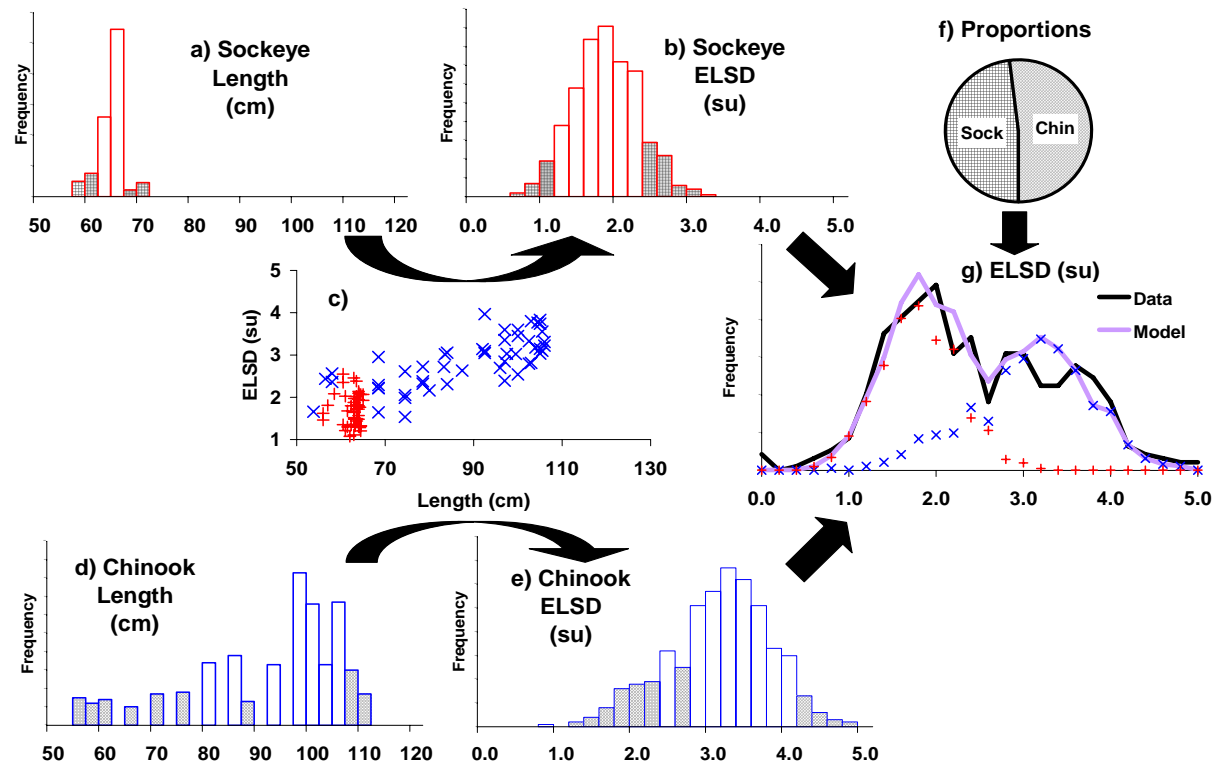 a) Sockeye
Length
(cm)
Frequency
50 60 70 80 90 100 110 120
b) Sockeye
ELSD
(su)
Frequency
0.0 1.0 2.0 3.0 4.0 5.0
f) Proportions
Sock
Chin
c)
ELSD (su)
5
4
3
2
1
50 70 90 110 130
Length (cm)
g) ELSD (su)
Data
Model
Frequency
0.0 1.0 2.0 3.0 4.0 5.0
d) Chinook
Length
(cm)
Frequency
50 60 70 80 90 100 110 120
e) Chinook
ELSD
(su)
Frequency
0.0 1.0 2.0 3.0 4.0 5.0